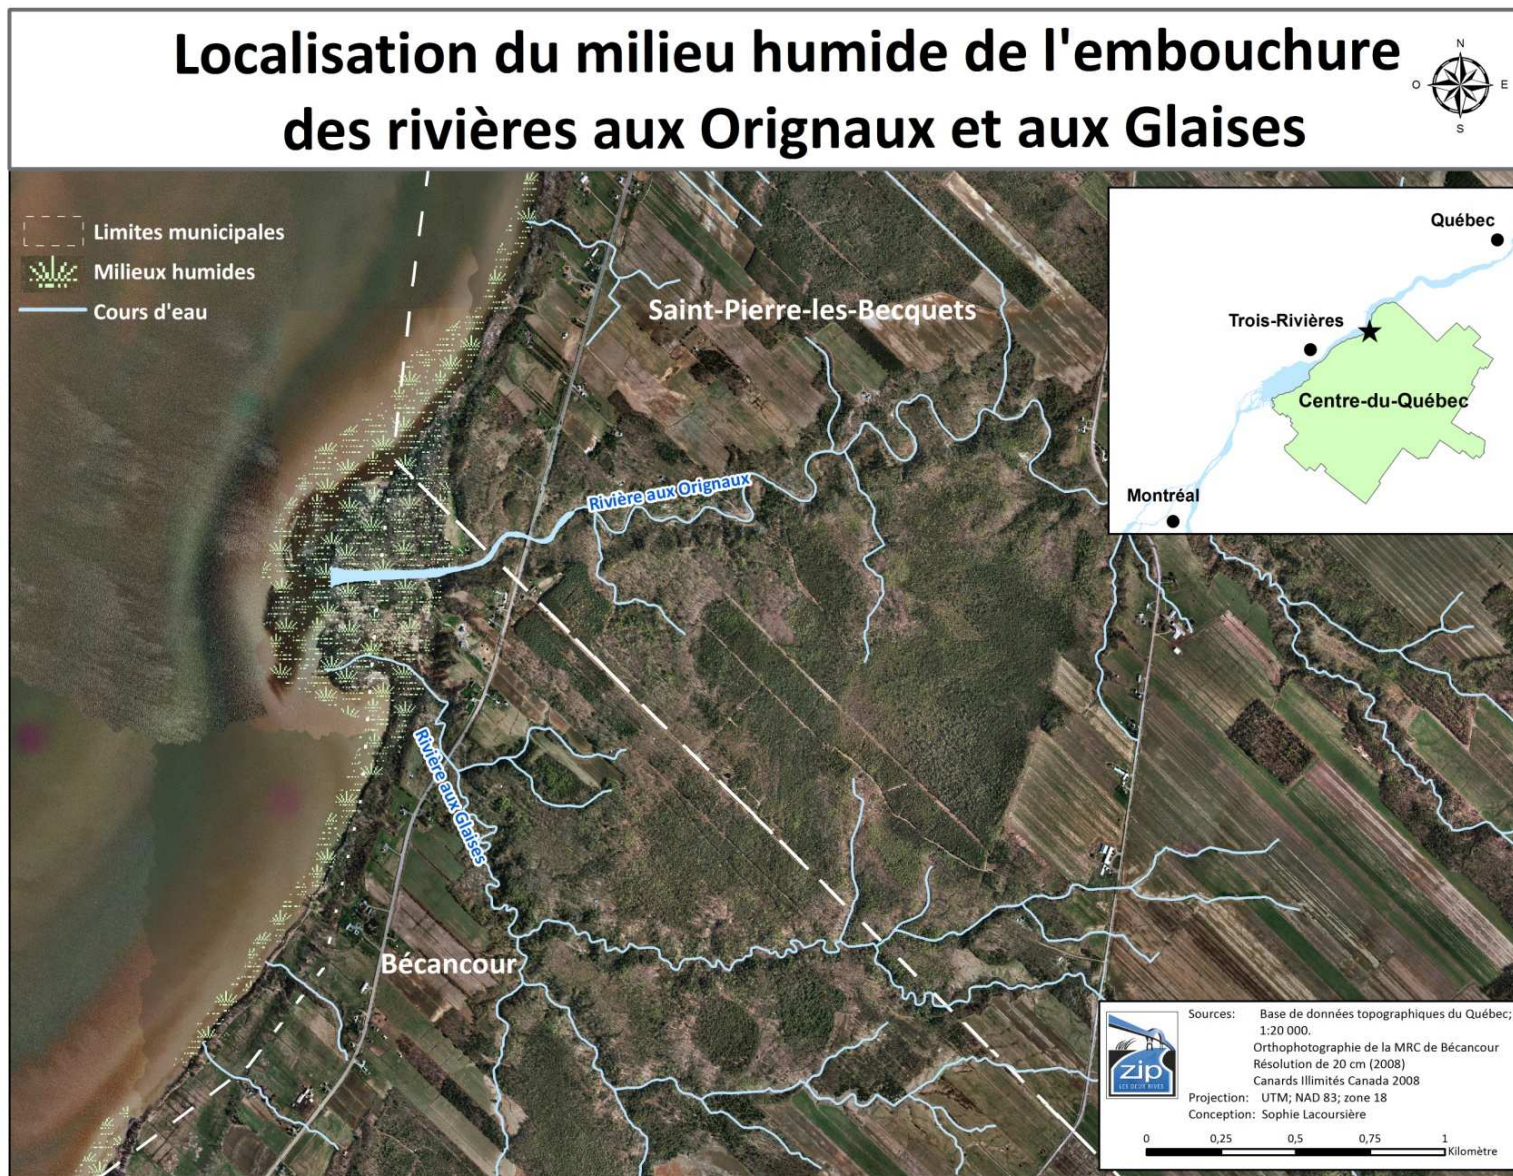 Localisation du milieu humide de l'embouchure
des rivières aux Orignaux et aux Glaises
N
O
E
S
Limites municipales
Milieux humides
Cours d'eau
Saint-Pierre-les-Becquets
Rivière aux Orignaux
Rivière aux Glaises
Bécancour
Québec
Trois-Rivières
Centre-du-Québec
Montréal
zip
LES DEUX RIVES
Sources: Base de données topographiques du Québec;
1:20 000.
Orthophotographie de la MRC de Bécancour
Résolution de 20 cm (2008)
Canards Illimités Canada 2008
Projection: UTM; NAD 83; zone 18
Conception: Sophie Lacoursière
0 0,25 0,5 0,75 1
Kilomètre